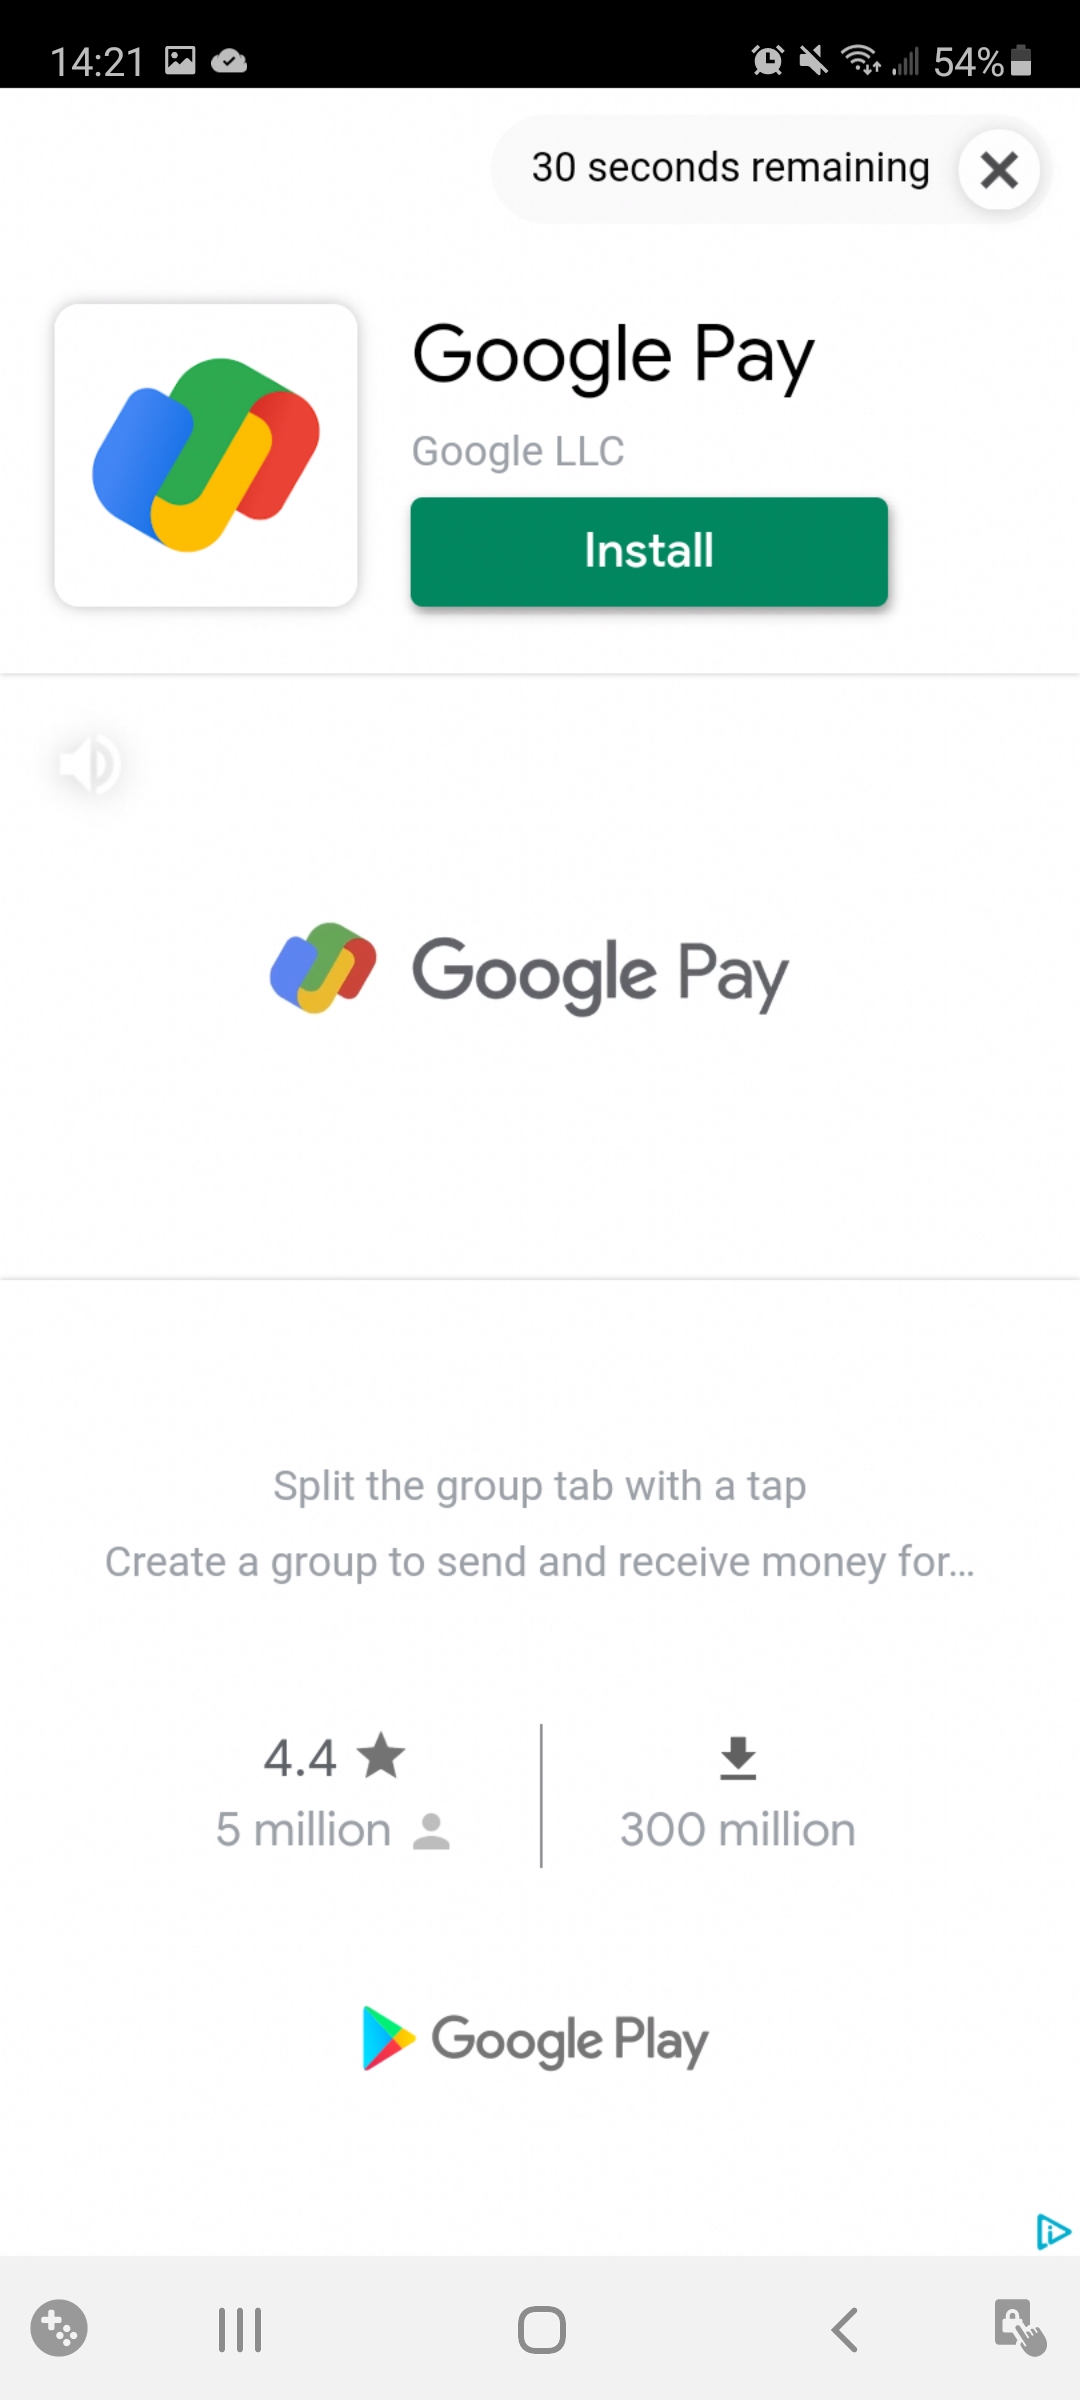 14:21
54%
30 seconds remaining
Google Pay
Google LLC
Install
Google Pay
Split the group tab with a tap
Create a group to send and receive money for...
4.4
5 million
300 million
Google Play